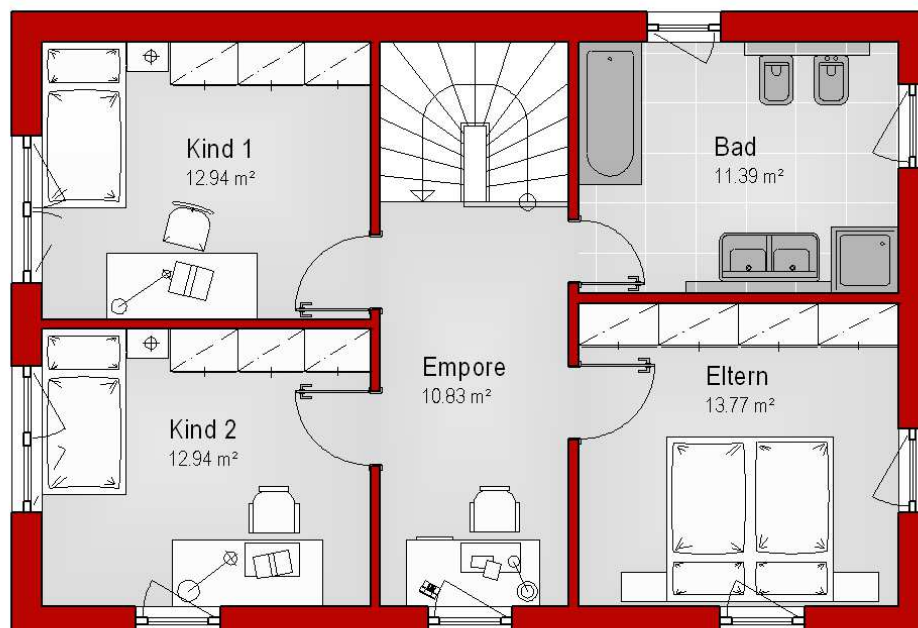 Kind 1
12.94 m²
Bad
11.39 m²
Empore
10.83 m²
Eltern
13.77 m²
Kind 2
12.94 m²